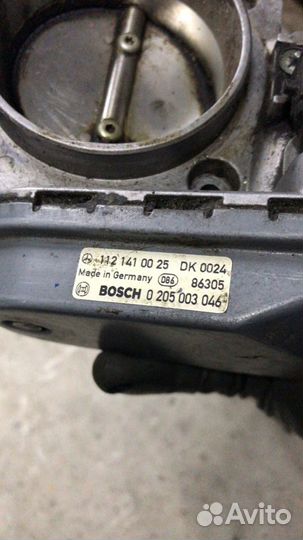 112 141 00 25 DK 0024
Made in Germany 086 86305
BOSCH 0 205 003 046
Avito